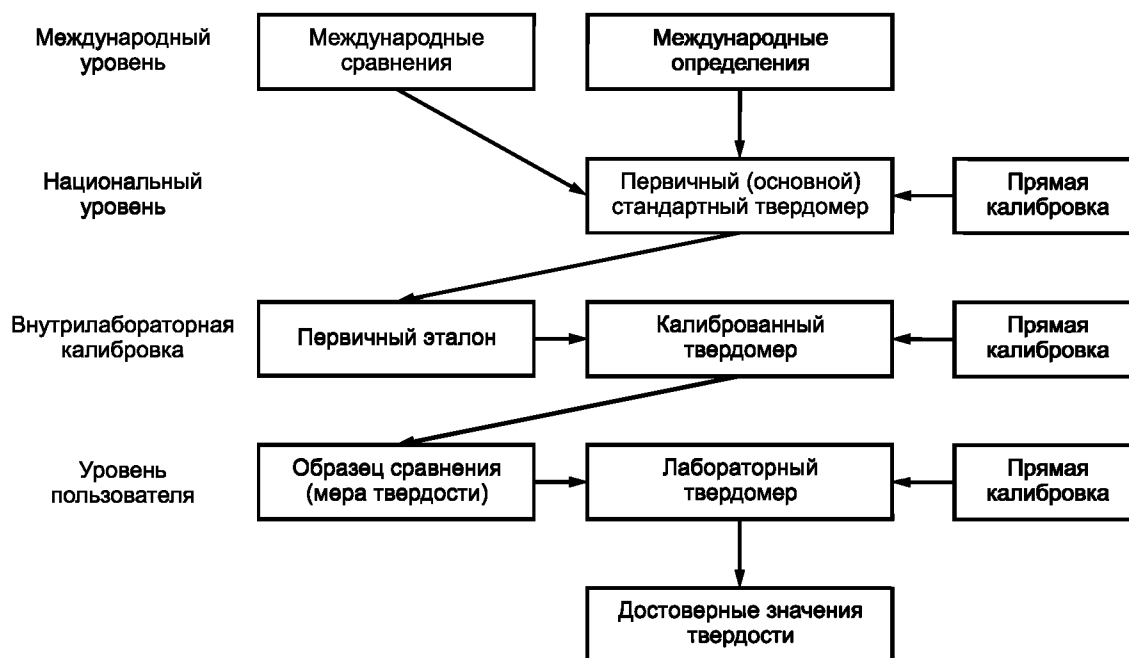 Международный
уровень
Международные
сравнения
Международные
определения
Национальный
уровень
Первичный (основной)
стандартный твердомер
Прямая
калибровка
Внутрилабораторная
калибровка
Первичный эталон
Калиброванный
твердомер
Прямая
калибровка
Уровень
пользователя
Образец сравнения
(мера твердости)
Лабораторный
твердомер
Прямая
калибровка
Достоверные значения
твердости